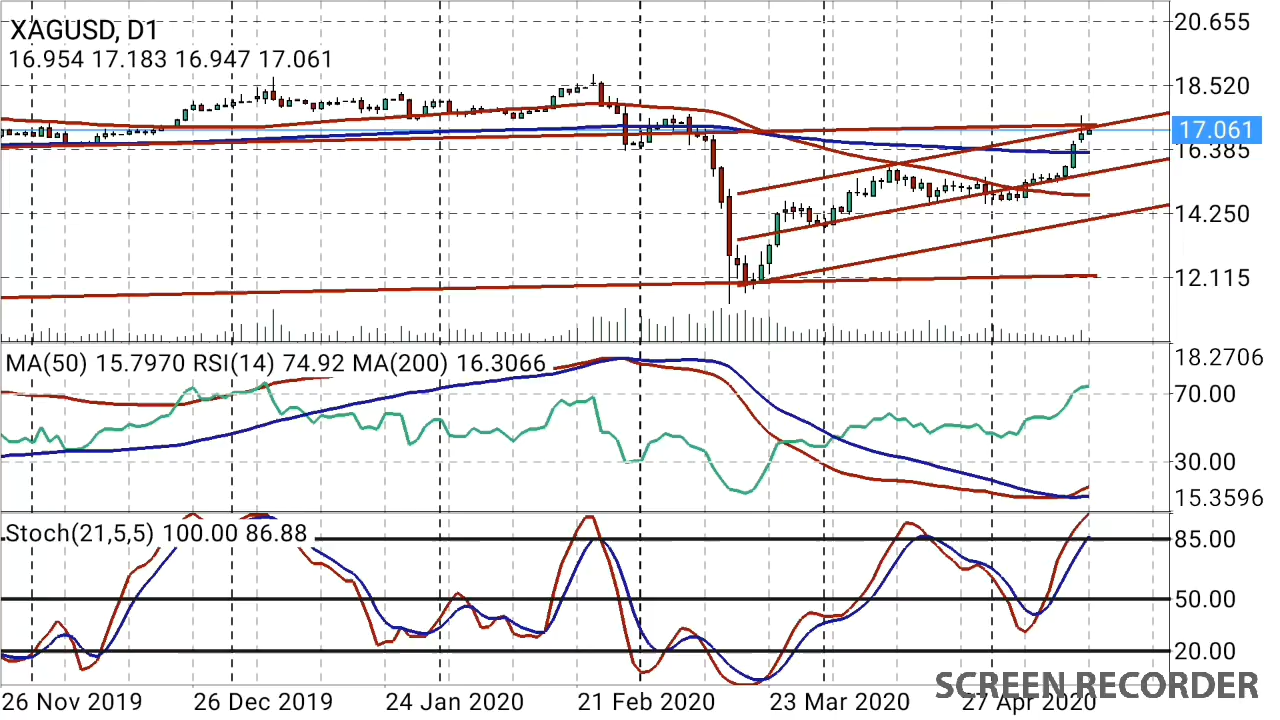 XAGUSD, D1
16.954 17.183 16.947 17.061
20.655
18.520
17.061
16.385
14.250
12.115
MA(50) 15.7970 RSI(14) 74.92 MA(200) 16.3066
18.2706
70.00
30.00
15.3596
Stoch(21,5,5) 100.00 86.88
85.00
50.00
20.00
26 Nov 2019 26 Dec 2019 24 Jan 2020 21 Feb 2020 23 Mar 2020 27 Apr 2020
SCREEN RECORDER